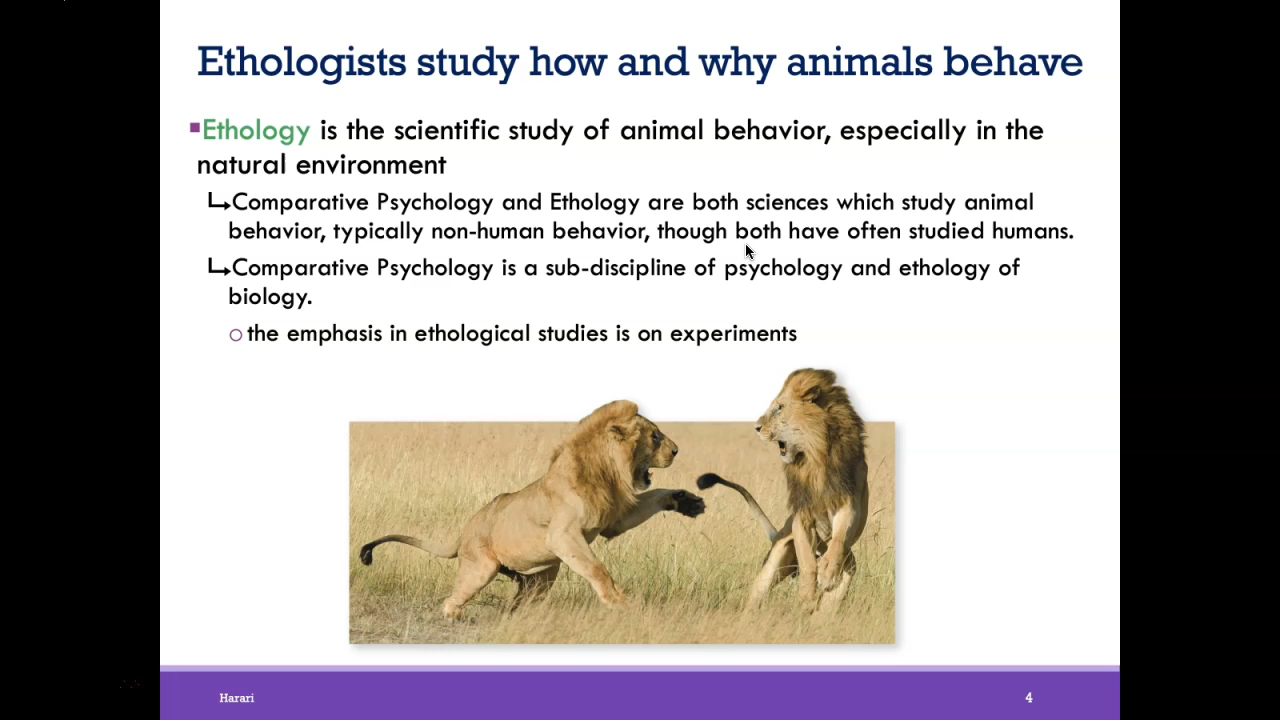 Ethologists study how and why animals behave
Ethology is the scientific study of animal behavior, especially in the
natural environment
Comparative Psychology and Ethology are both sciences which study animal
behavior, typically non-human behavior, though both have often studied humans.
Comparative Psychology is a sub-discipline of psychology and ethology of
biology.
the emphasis in ethological studies is on experiments
Harari
4